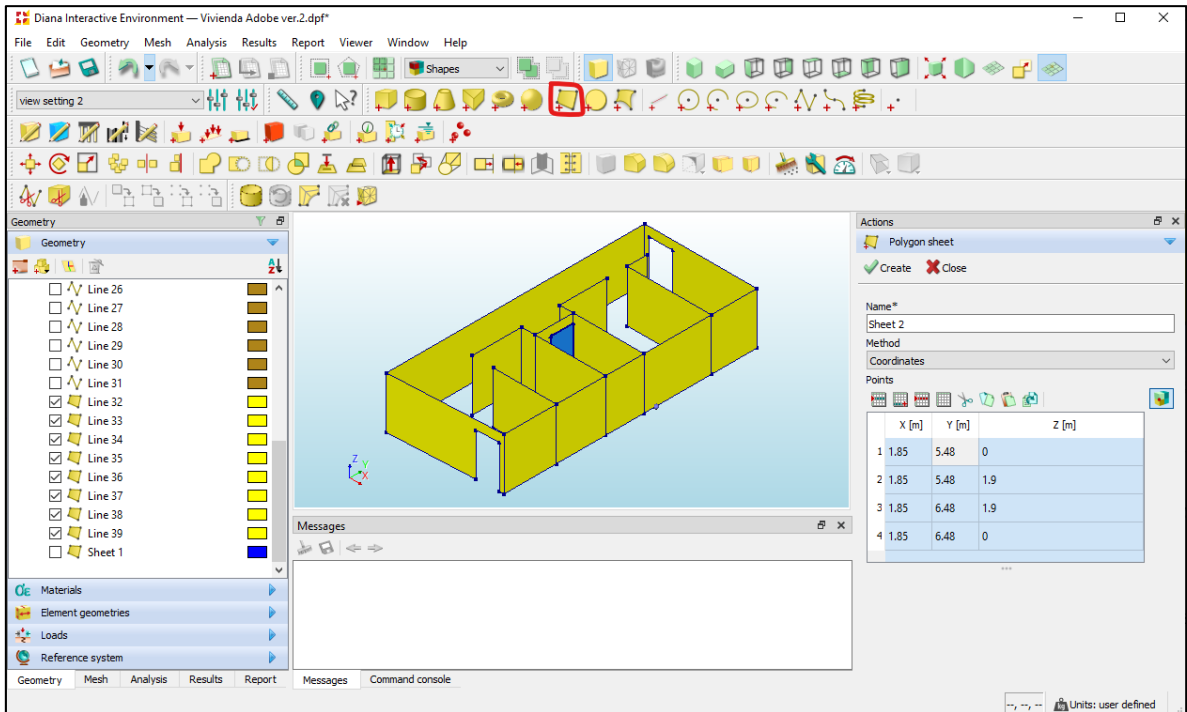 Diana Interactive Environment — Vivienda Adobe ver.2.dpf*
File Edit Geometry Mesh Analysis Results Report Viewer Window Help
Shapes
view setting 2
Geometry
Geometry
Line 26
Line 27
Line 28
Line 29
Line 30
Line 31
Line 32
Line 33
Line 34
Line 35
Line 36
Line 37
Line 38
Line 39
Sheet 1
Materials
Element geometries
Loads
Reference system
Geometry Mesh Analysis Results Report
Z Y X
Messages
Messages Command console
Actions
Polygon sheet
Create Close
Name*
Sheet 2
Method
Coordinates
Points
X [m] Y [m] Z [m]
1 1.85 5.48 0
2 1.85 5.48 1.9
3 1.85 6.48 1.9
4 1.85 6.48 0
--, --, -- Units: user defined